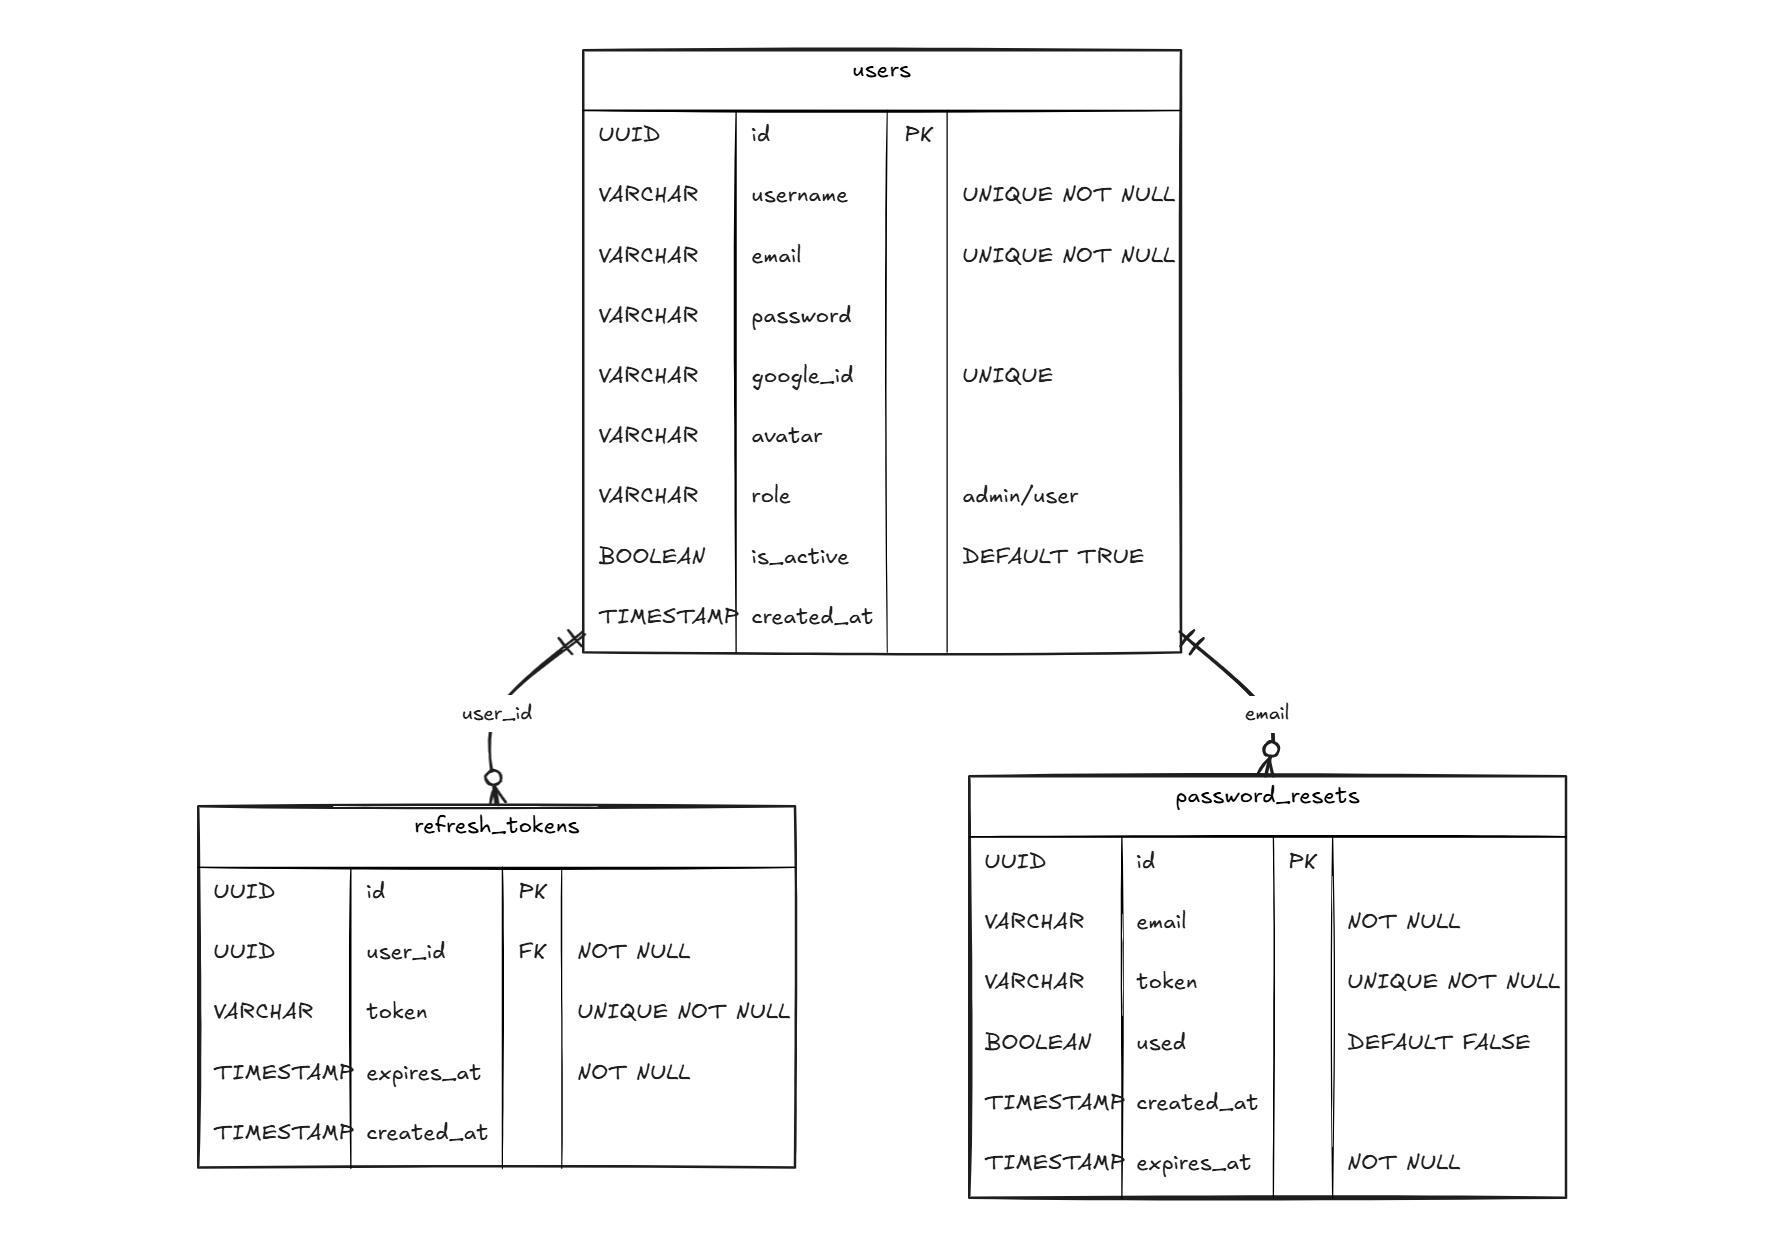 users
UUID id PK
VARCHAR username UNIQUE NOT NULL
VARCHAR email UNIQUE NOT NULL
VARCHAR password
VARCHAR google_id UNIQUE
VARCHAR avatar
VARCHAR role admin/user
BOOLEAN is_active DEFAULT TRUE
TIMESTAMP created_at
user_id
email
refresh_tokens
UUID id PK
UUID user_id FK NOT NULL
VARCHAR token UNIQUE NOT NULL
TIMESTAMP expires_at NOT NULL
TIMESTAMP created_at
password_resets
UUID id PK
VARCHAR email NOT NULL
VARCHAR token UNIQUE NOT NULL
BOOLEAN used DEFAULT FALSE
TIMESTAMP created_at
TIMESTAMP expires_at NOT NULL